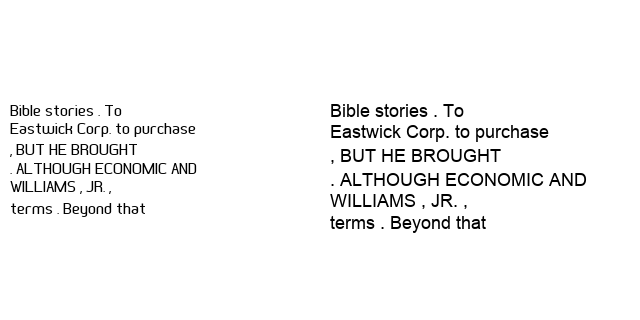 Bible stories . To
Eastwick Corp. to purchase
, BUT HE BROUGHT
. ALTHOUGH ECONOMIC AND
WILLIAMS , JR. ,
terms . Beyond that
Bible stories . To
Eastwick Corp. to purchase
, BUT HE BROUGHT
. ALTHOUGH ECONOMIC AND
WILLIAMS , JR. ,
terms . Beyond that